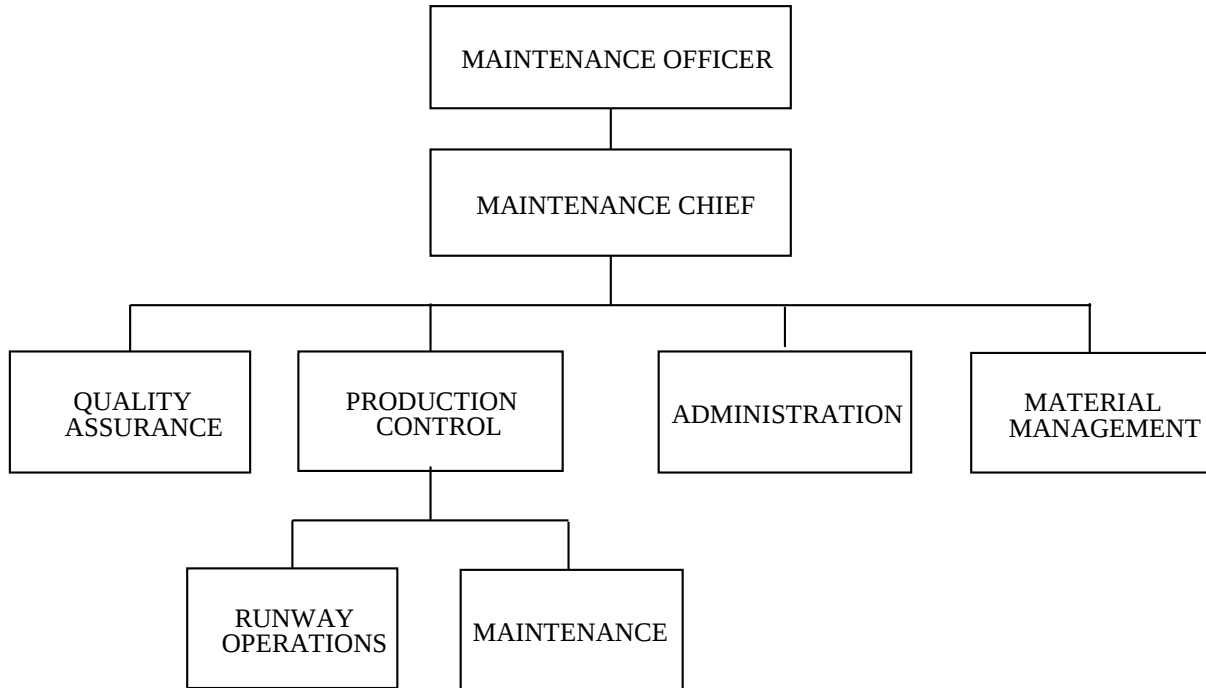 MAINTENANCE OFFICER
MAINTENANCE CHIEF
QUALITY
ASSURANCE
PRODUCTION
CONTROL
ADMINISTRATION
MATERIAL
MANAGEMENT
RUNWAY
OPERATIONS
MAINTENANCE